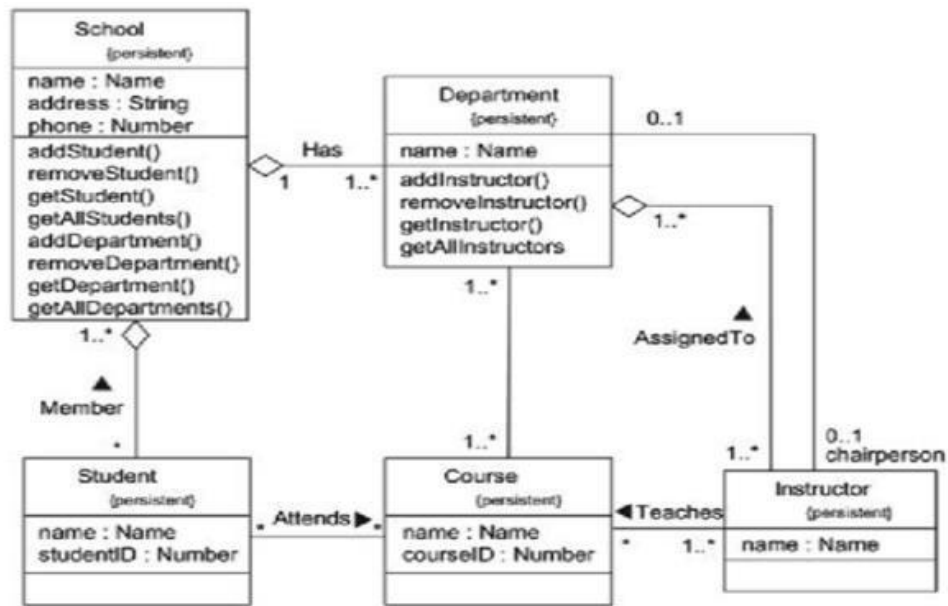 School
{persistent}
name : Name
address : String
phone : Number
addStudent()
removeStudent()
getStudent()
getAllStudents()
addDepartment()
removeDepartment()
getDepartment()
getAllDepartments()
Has
1
1..*
Department
{persistent}
name : Name
addInstructor()
removeInstructor()
getInstructor()
getAllInstructors
0..1
1..*
1..*
1..*
▲
Member
*
▲
AssignedTo
1..*
1..*
0..1
chairperson
Student
{persistent}
name : Name
studentID : Number
* Attends▶ *
Course
{persistent}
name : Name
courseID : Number
◀Teaches
* 1..*
Instructor
{persistent}
name : Name